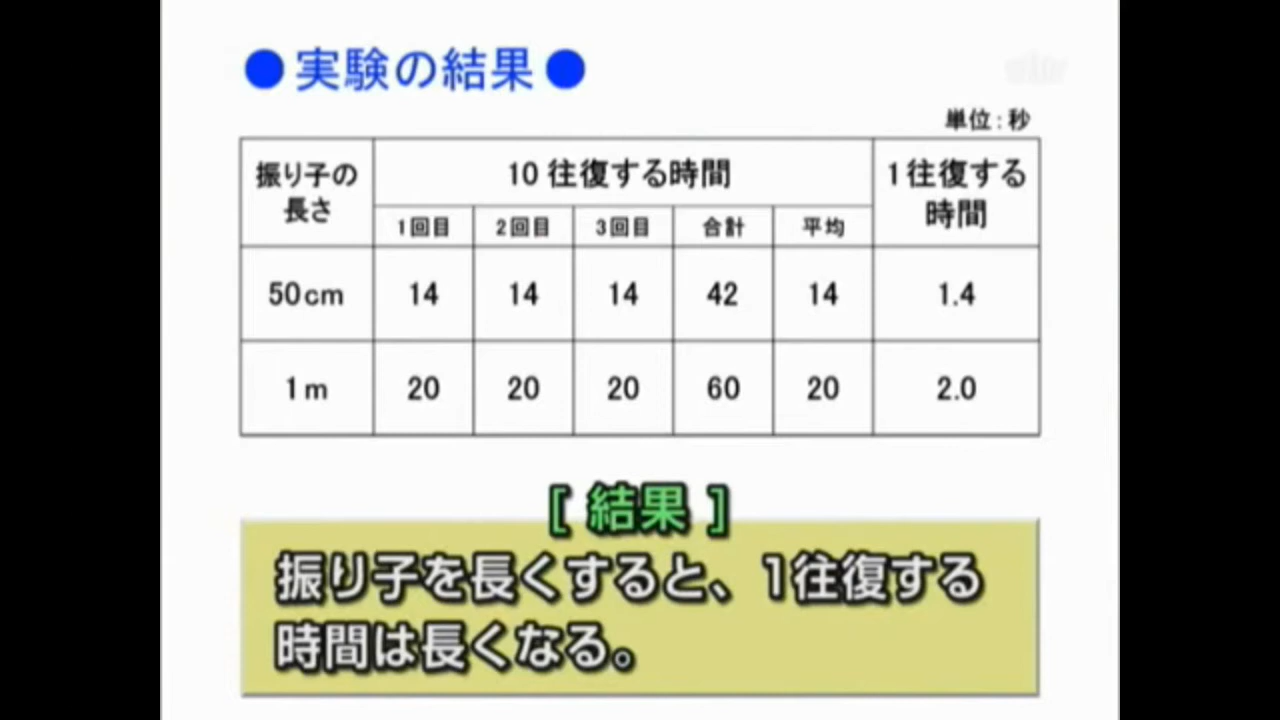 ●実験の結果●
単位：秒
振り子の長さ 10往復する時間 1往復する時間
1回目 2回目 3回目 合計 平均
50cm 14 14 14 42 14 1.4
1m 20 20 20 60 20 2.0
[ 結果 ]
振り子を長くすると、1往復する
時間は長くなる。